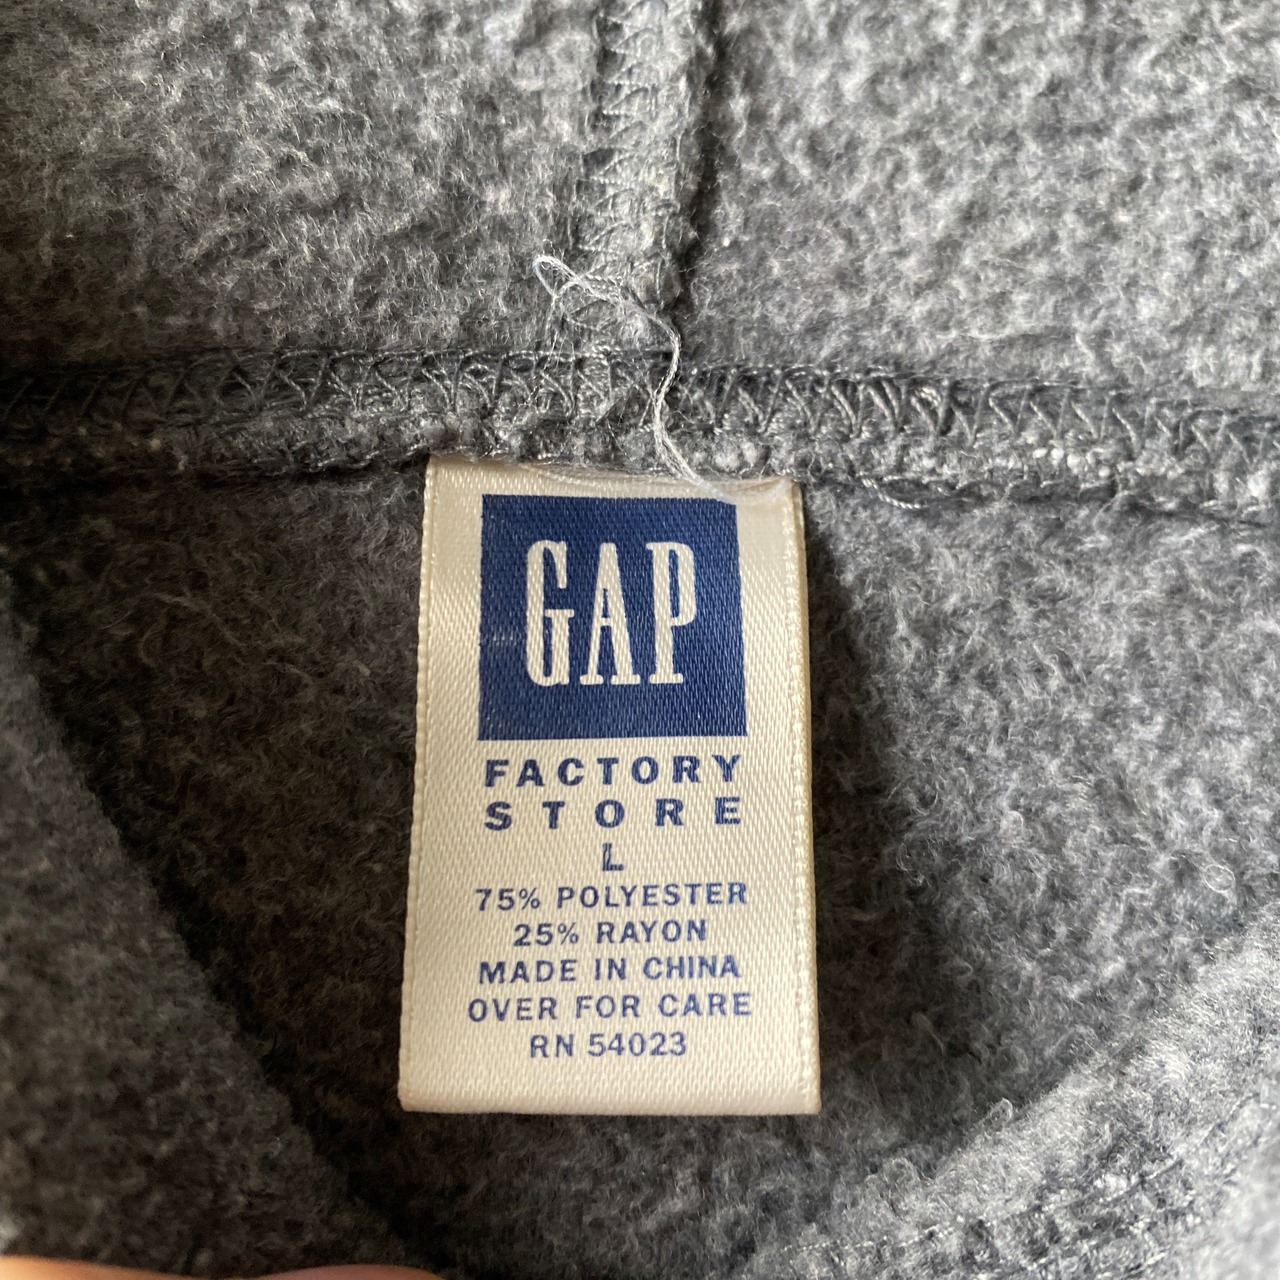 GAP
FACTORY
STORE
L
75% POLYESTER
25% RAYON
MADE IN CHINA
OVER FOR CARE
RN 54023